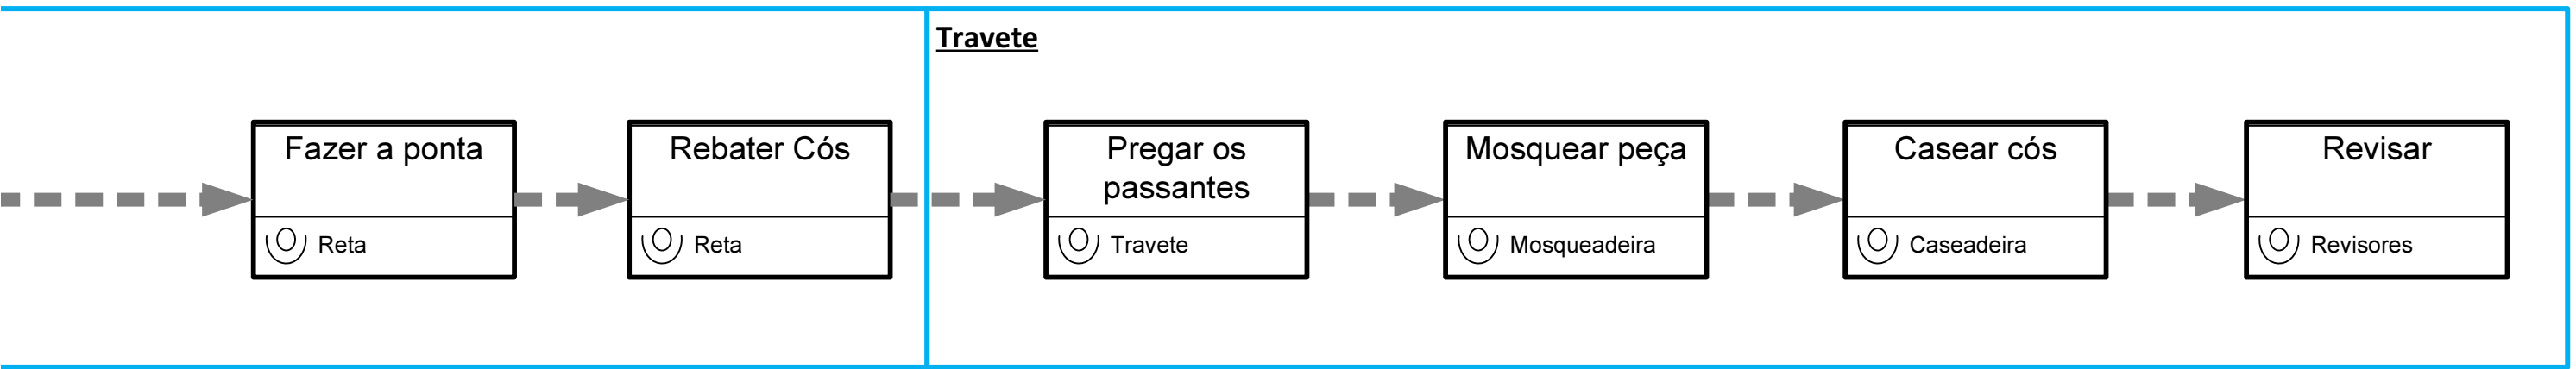 Travete
Fazer a ponta
Reta
Rebater Cós
Reta
Pregar os
passantes
Travete
Mosquear peça
Mosqueadeira
Casear cós
Caseadeira
Revisar
Revisores